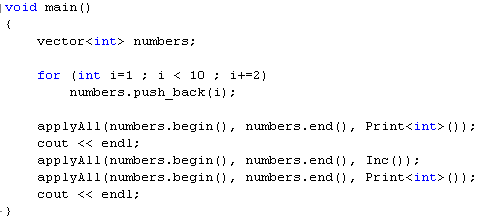 void main()
{
    vector<int> numbers;
    for (int i=1 ; i < 10 ; i+=2)
        numbers.push_back(i);
    applyAll(numbers.begin(), numbers.end(), Print<int>());
    cout << endl;
    applyAll(numbers.begin(), numbers.end(), Inc());
    applyAll(numbers.begin(), numbers.end(), Print<int>());
    cout << endl;
}